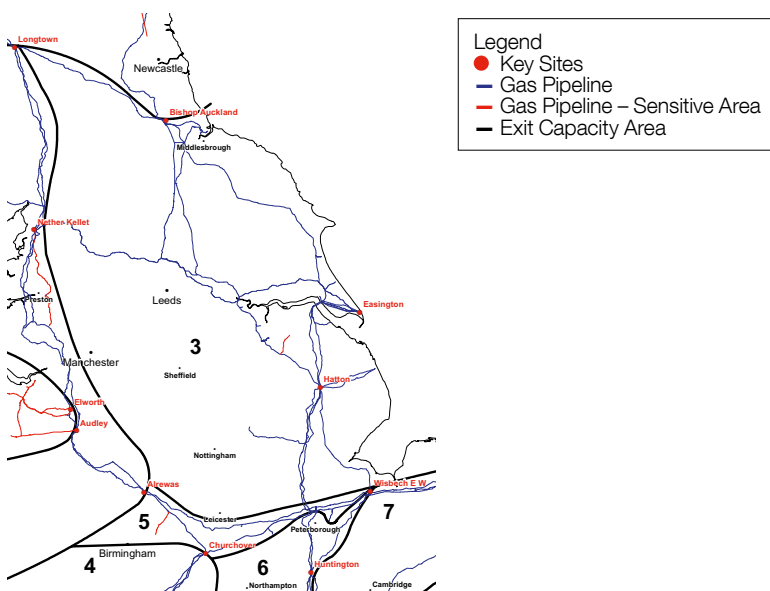 Longtown
Newcastle
Bishop Auckland
Middlesbrough
Nether Kellet
Preston
Leeds
Easington
Manchester
3
Sheffield
Hatton
Elworth
Audley
Nottingham
Alrewas
Wisbech E W
5
Leicester
7
Peterborough
Birmingham
Churchover
4
6
Huntington
Northampton
Cambridge
Legend
Key Sites
Gas Pipeline
Gas Pipeline – Sensitive Area
Exit Capacity Area